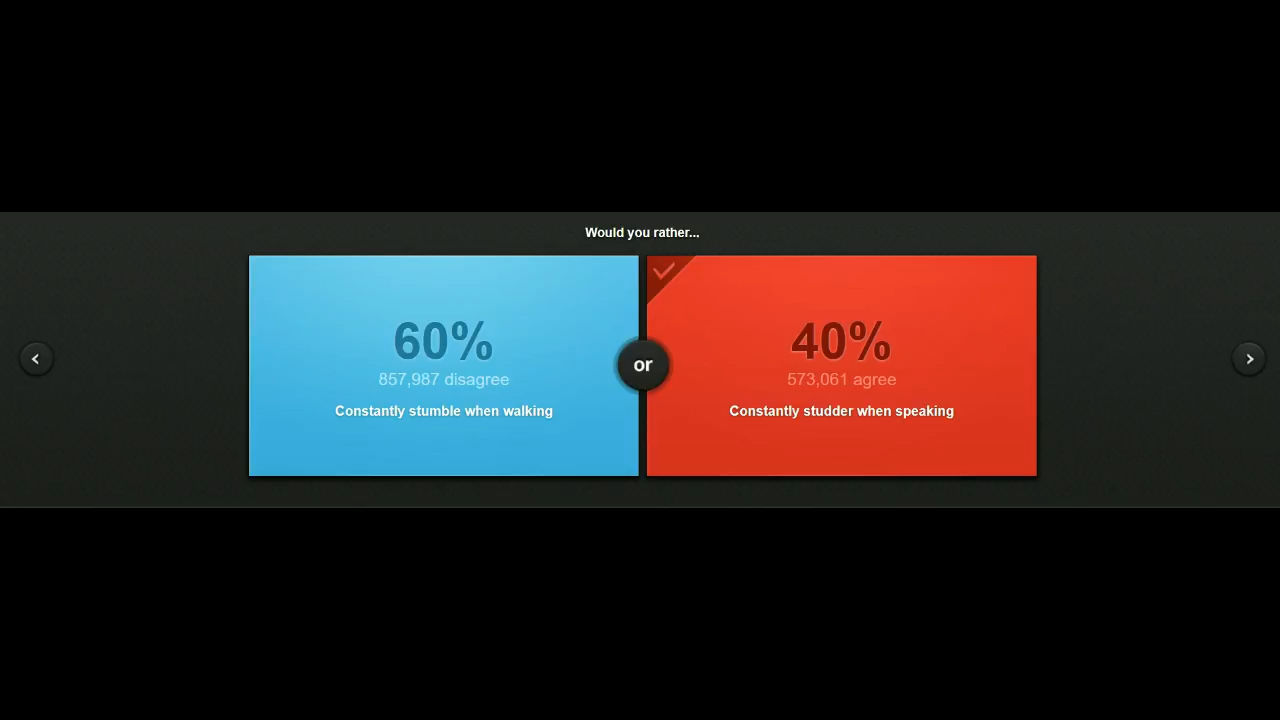 Would you rather...
60%
857,987 disagree
Constantly stumble when walking
or
40%
573,061 agree
Constantly studder when speaking